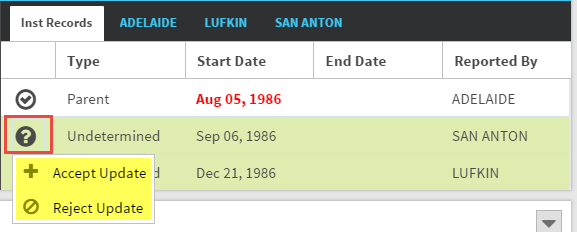 Inst Records ADELAIDE LUFKIN SAN ANTON
Type Start Date End Date Reported By
Parent Aug 05, 1986 ADELAIDE
Undetermined Sep 06, 1986 SAN ANTON
d Dec 21, 1986 LUFKIN
Accept Update
Reject Update